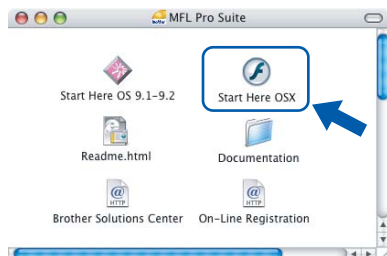 MFL Pro Suite
Start Here OS 9.1-9.2
Start Here OSX
Readme.html
Documentation
@
HTTP
@
HTTP
Brother Solutions Center
On-Line Registration